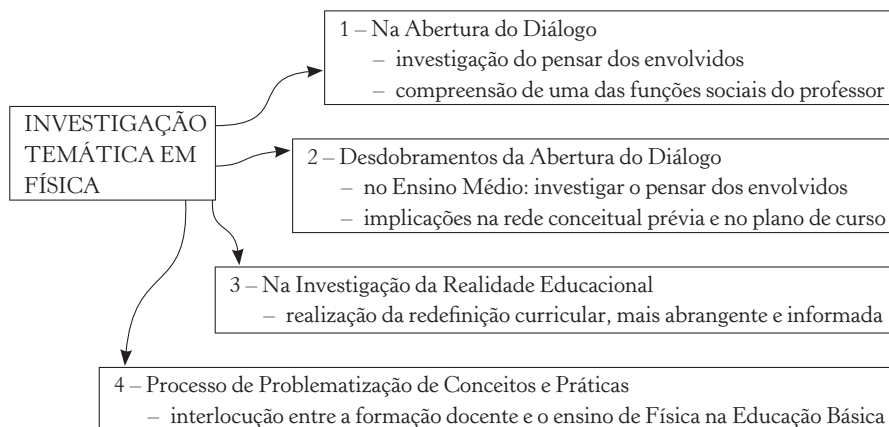 INVESTIGAÇÃO
TEMÁTICA EM
FÍSICA
1 – Na Abertura do Diálogo
– investigação do pensar dos envolvidos
– compreensão de uma das funções sociais do professor
2 – Desdobramentos da Abertura do Diálogo
– no Ensino Médio: investigar o pensar dos envolvidos
– implicações na rede conceitual prévia e no plano de curso
3 – Na Investigação da Realidade Educacional
– realização da redefinição curricular, mais abrangente e informada
4 – Processo de Problematização de Conceitos e Práticas
– interlocução entre a formação docente e o ensino de Física na Educação Básica